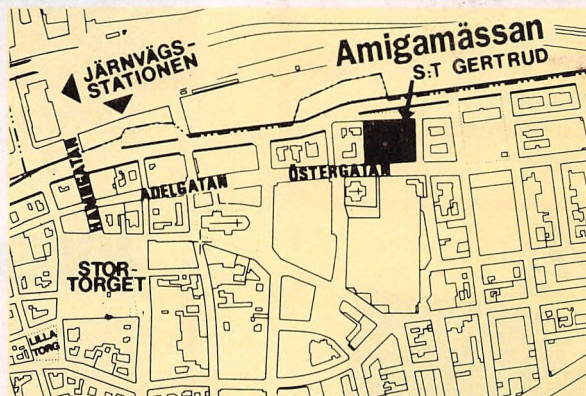 Amigamässan
S:T GERTRUD
JÄRNVÄGS-
STATIONEN
HAMNGATAN
ADELGATAN
ÖSTERGATAN
STOR-
TORGET
LILLA
TORG